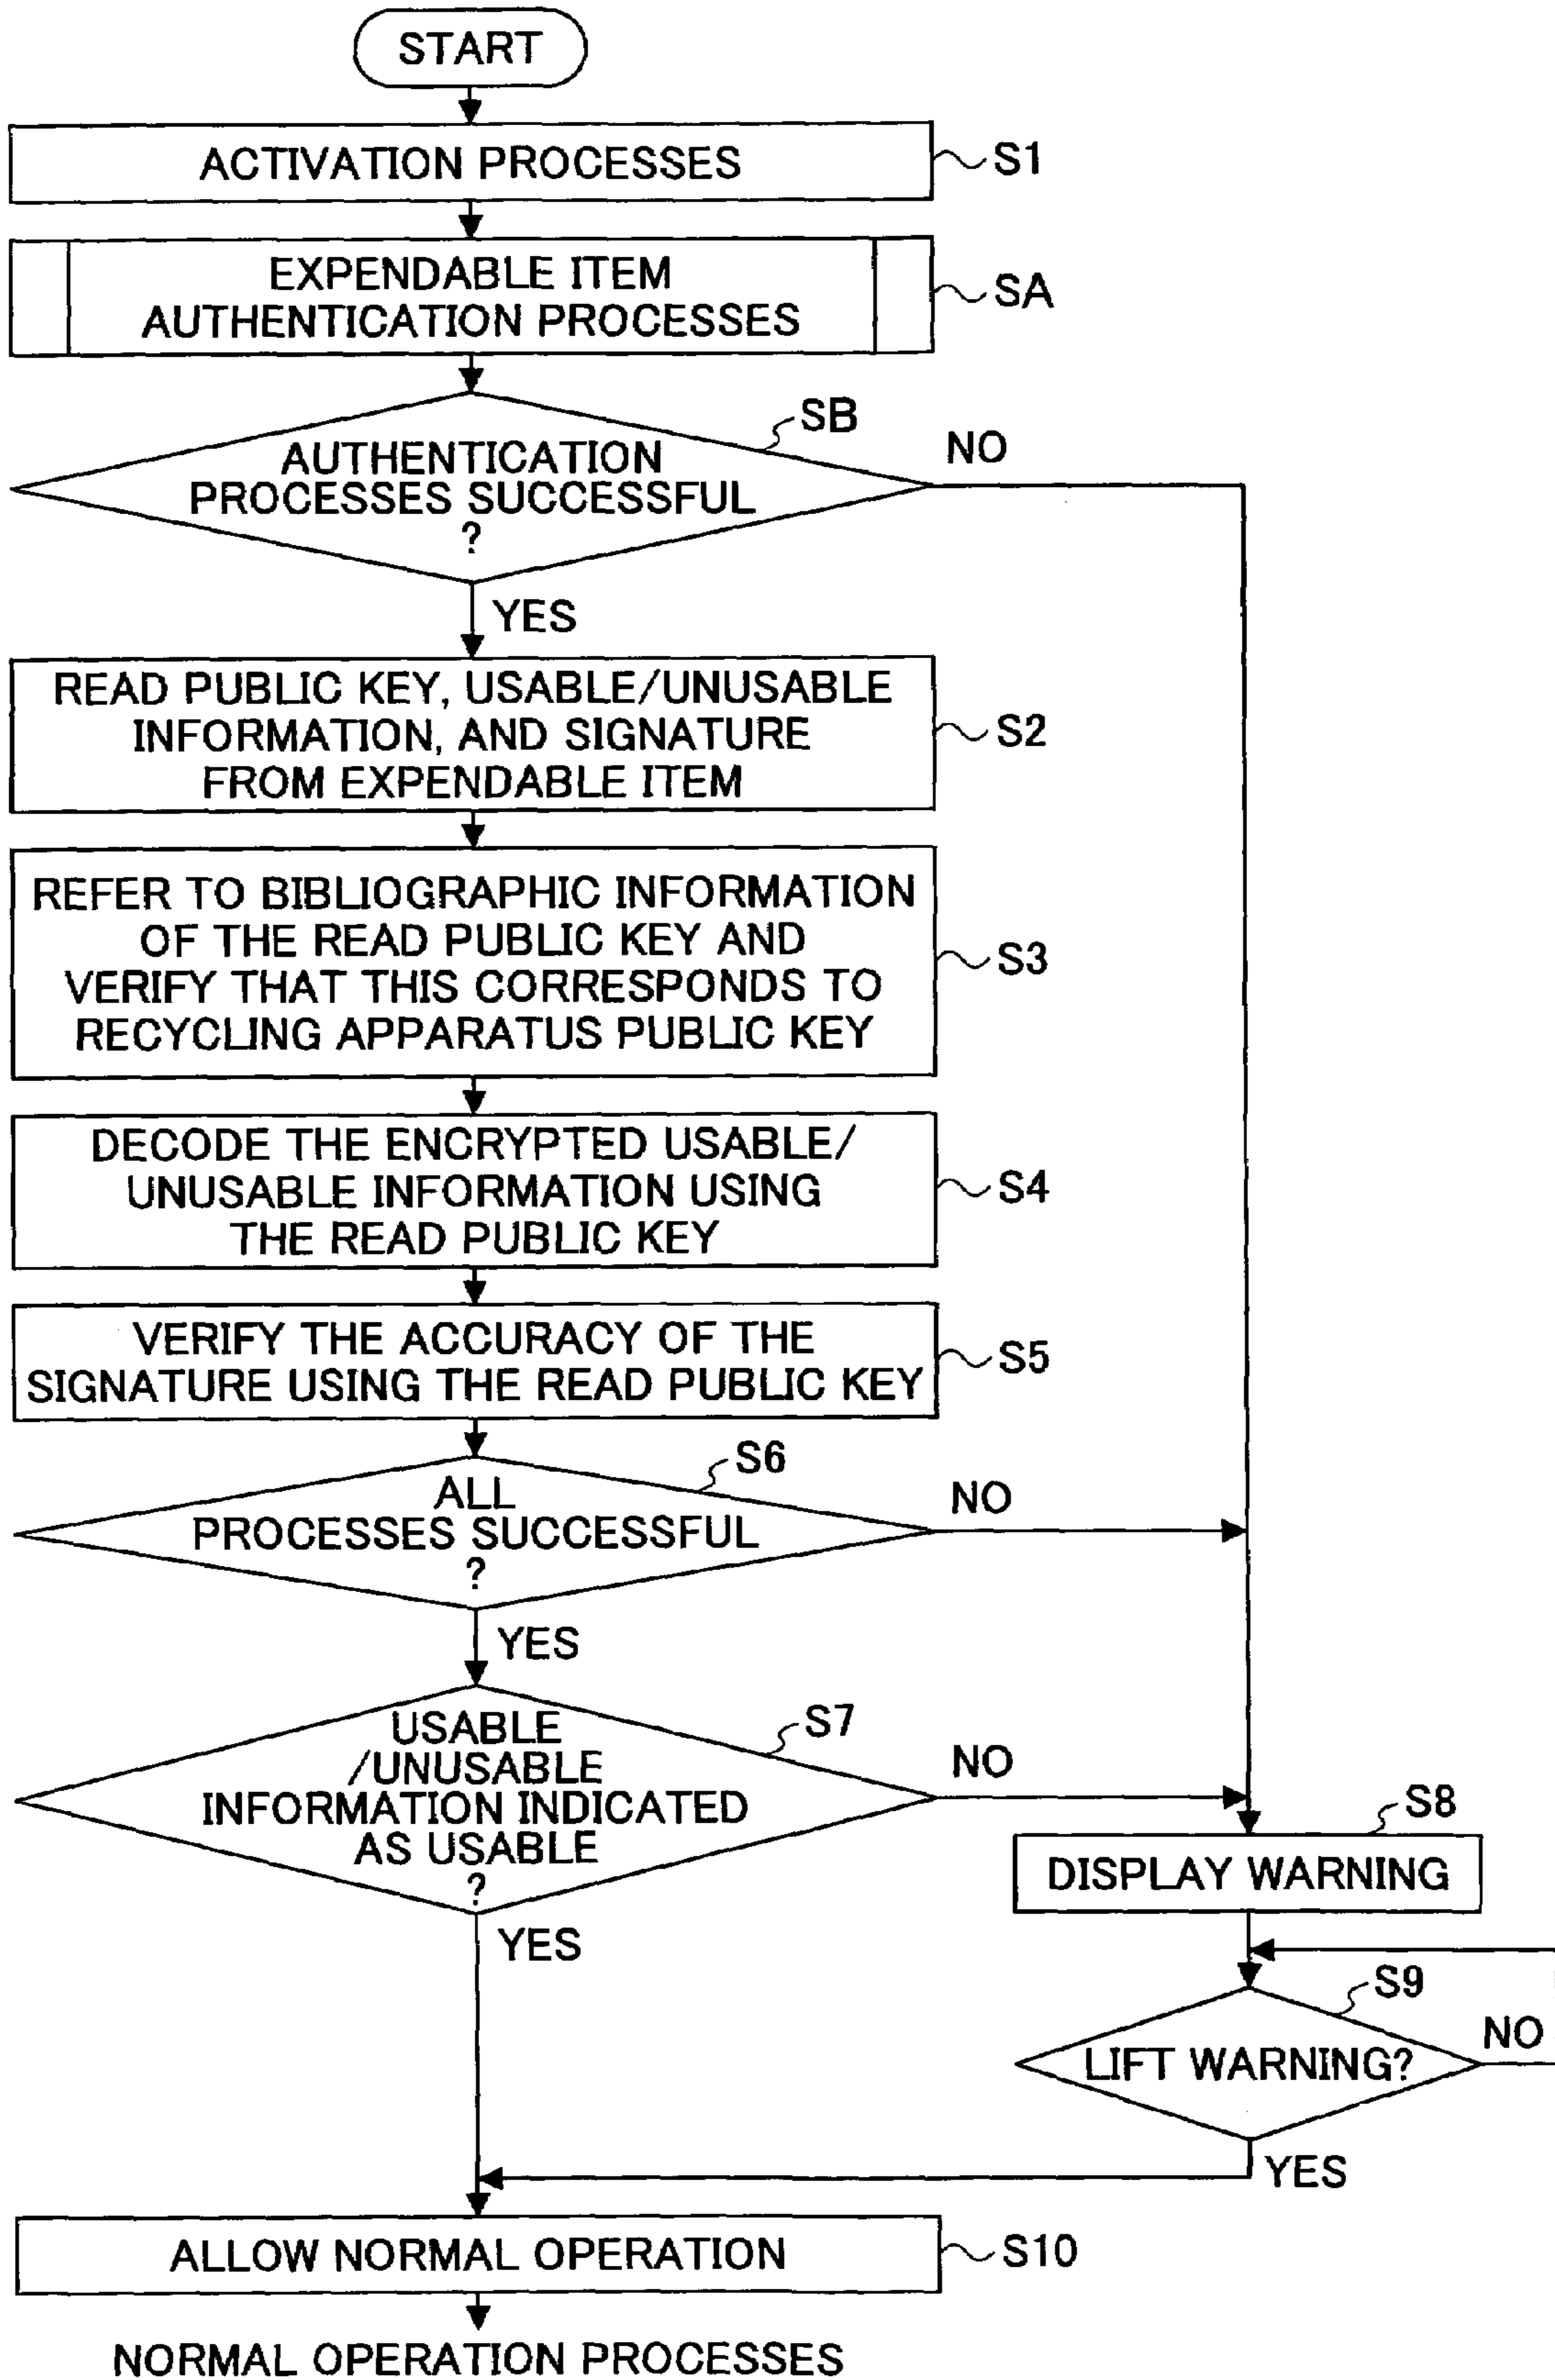 START
ACTIVATION PROCESSES
S1
EXPENDABLE ITEM
AUTHENTICATION PROCESSES
SA
SB
AUTHENTICATION
PROCESSES SUCCESSFUL
?
NO
YES
READ PUBLIC KEY, USABLE/UNUSABLE
INFORMATION, AND SIGNATURE
FROM EXPENDABLE ITEM
S2
REFER TO BIBLIOGRAPHIC INFORMATION
OF THE READ PUBLIC KEY AND
VERIFY THAT THIS CORRESPONDS TO
RECYCLING APPARATUS PUBLIC KEY
S3
DECODE THE ENCRYPTED USABLE/
UNUSABLE INFORMATION USING
THE READ PUBLIC KEY
S4
VERIFY THE ACCURACY OF THE
SIGNATURE USING THE READ PUBLIC KEY
S5
S6
ALL
PROCESSES SUCCESSFUL
?
NO
YES
S7
USABLE
/UNUSABLE
INFORMATION INDICATED
AS USABLE
?
NO
YES
S8
DISPLAY WARNING
S9
LIFT WARNING?
NO
YES
ALLOW NORMAL OPERATION
S10
NORMAL OPERATION PROCESSES